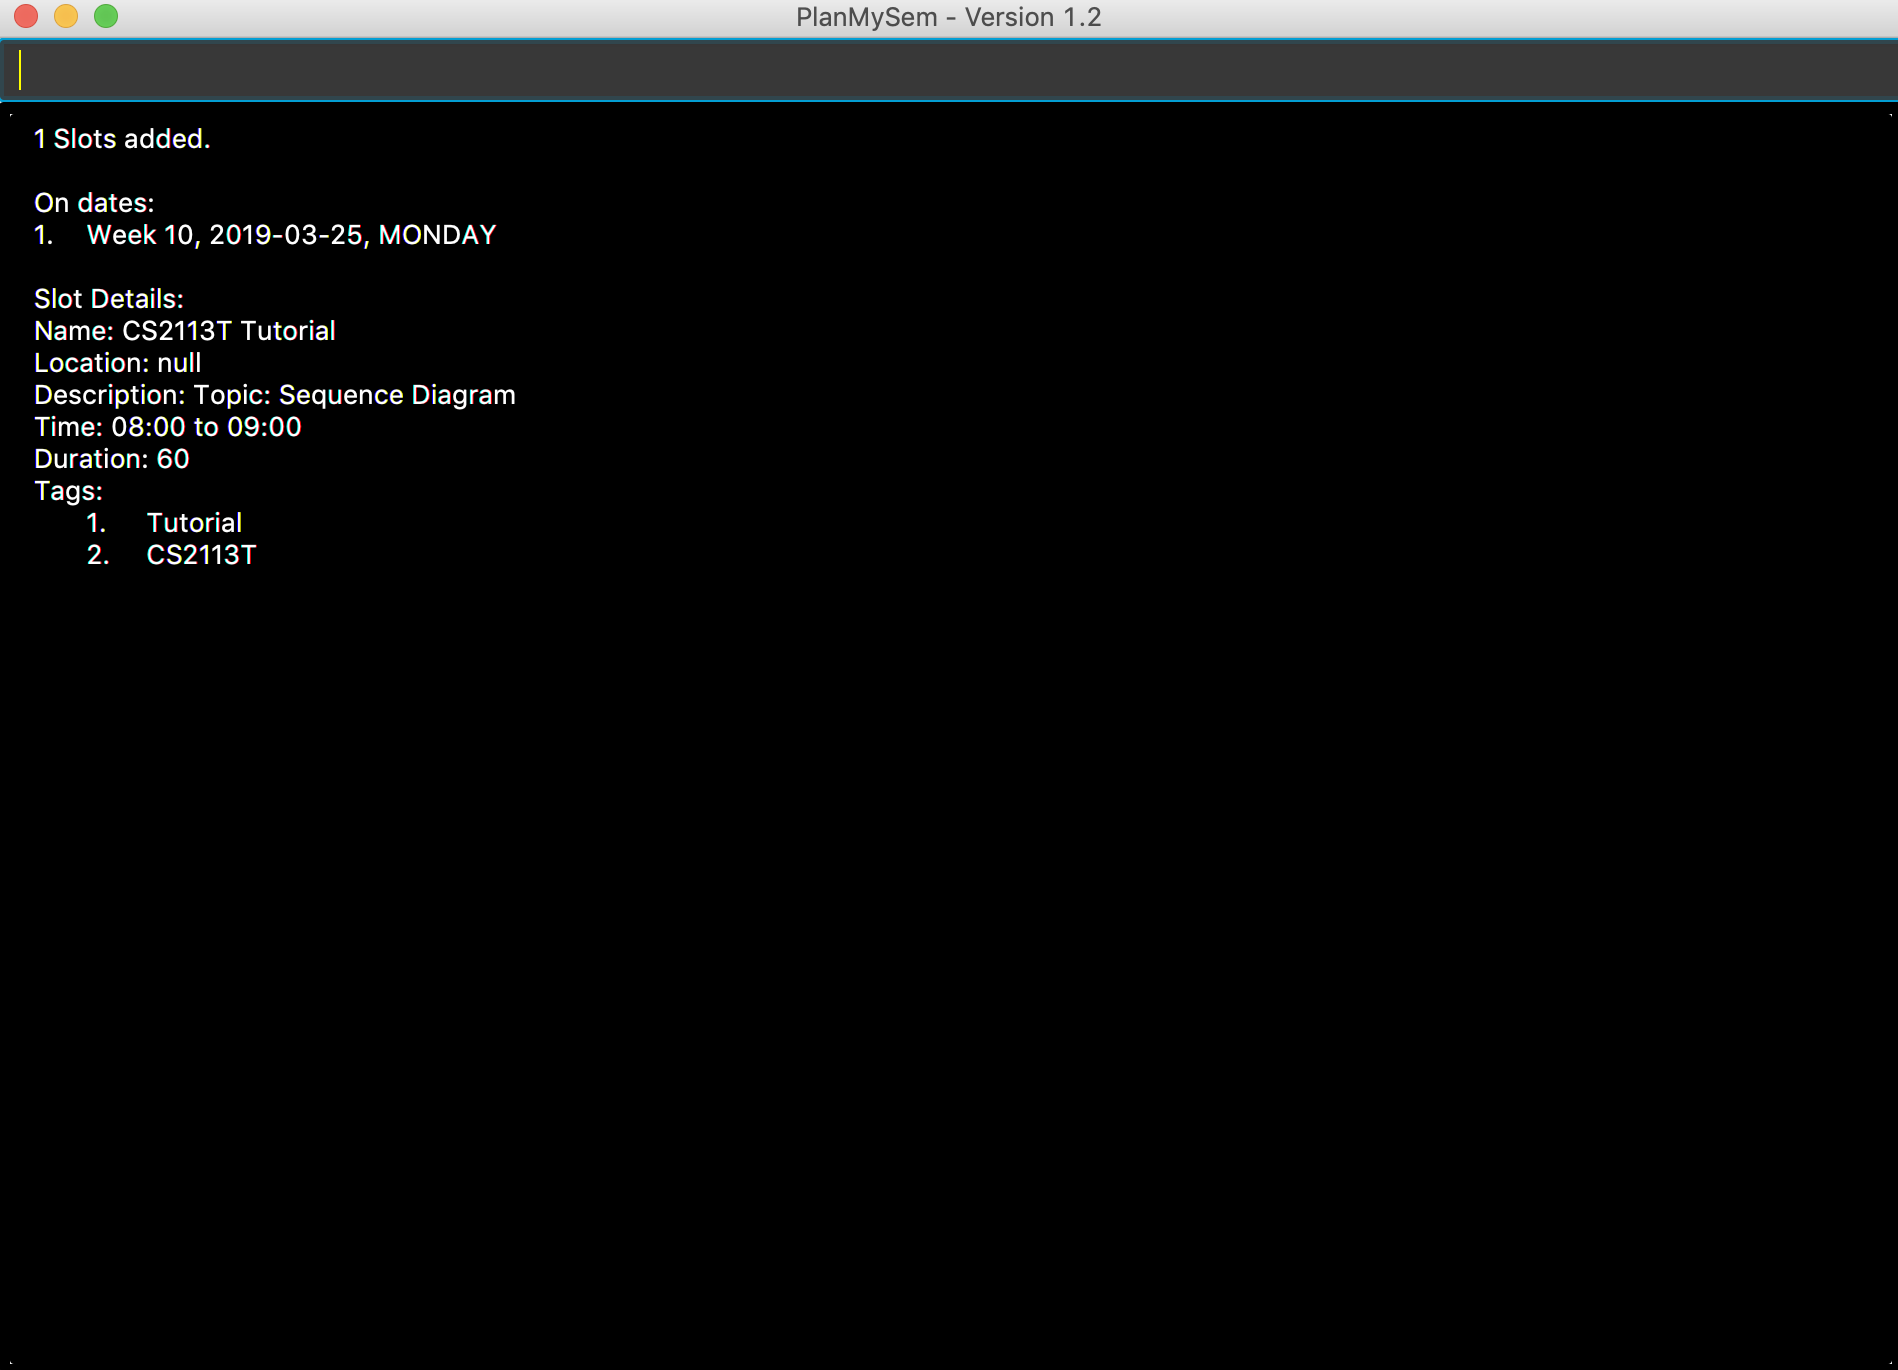 PlanMySem - Version 1.2
1 Slots added.
On dates:
1. Week 10, 2019-03-25, MONDAY
Slot Details:
Name: CS2113T Tutorial
Location: null
Description: Topic: Sequence Diagram
Time: 08:00 to 09:00
Duration: 60
Tags:
1. Tutorial
2. CS2113T